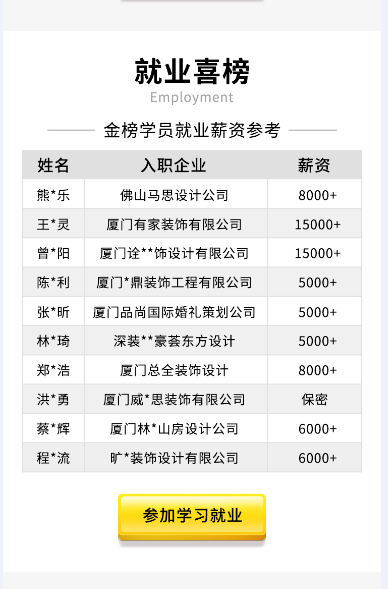 就业喜榜
Employment
金榜学员就业薪资参考
姓名 入职企业 薪资
熊*乐 佛山马思设计公司 8000+
王*灵 厦门有家装饰有限公司 15000+
曾*阳 厦门诠**饰设计有限公司 15000+
陈*利 厦门*鼎装饰工程有限公司 5000+
张*昕 厦门品尚国际婚礼策划公司 5000+
林*琦 深装**豪荟东方设计 5000+
郑*浩 厦门总全装饰设计 8000+
洪*勇 厦门威*思装饰有限公司 保密
蔡*辉 厦门林*山房设计公司 6000+
程*流 旷*装饰设计有限公司 6000+
参加学习就业